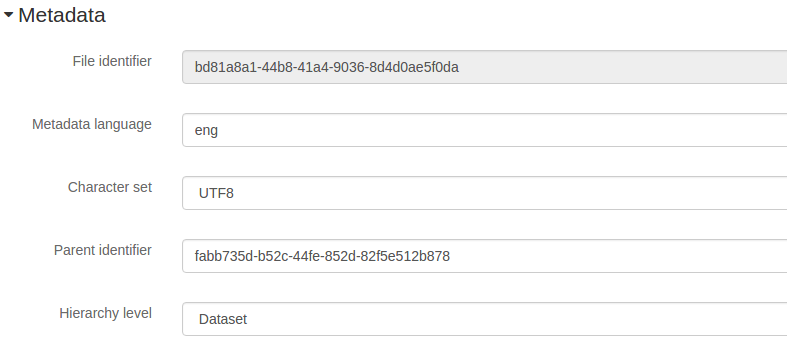 Metadata
File identifier
bd81a8a1-44b8-41a4-9036-8d4d0ae5f0da
Metadata language
eng
Character set
UTF8
Parent identifier
fabb735d-b52c-44fe-852d-82f5e512b878
Hierarchy level
Dataset